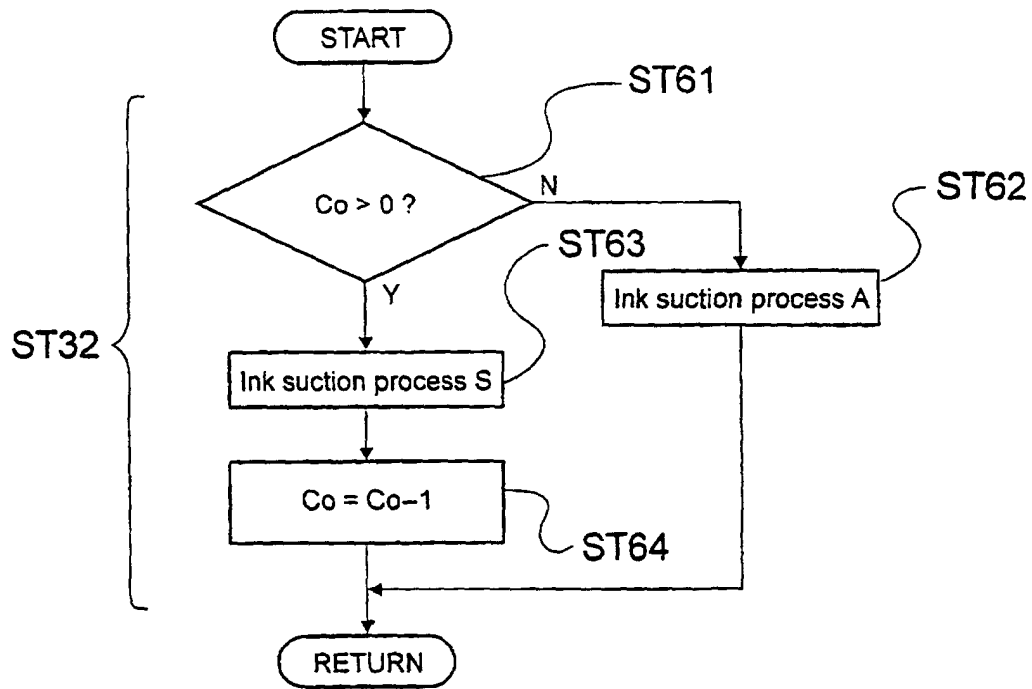 START
ST61
Co > 0 ?
N
ST62
ST63
Y
Ink suction process A
ST32
Ink suction process S
Co = Co–1
ST64
RETURN